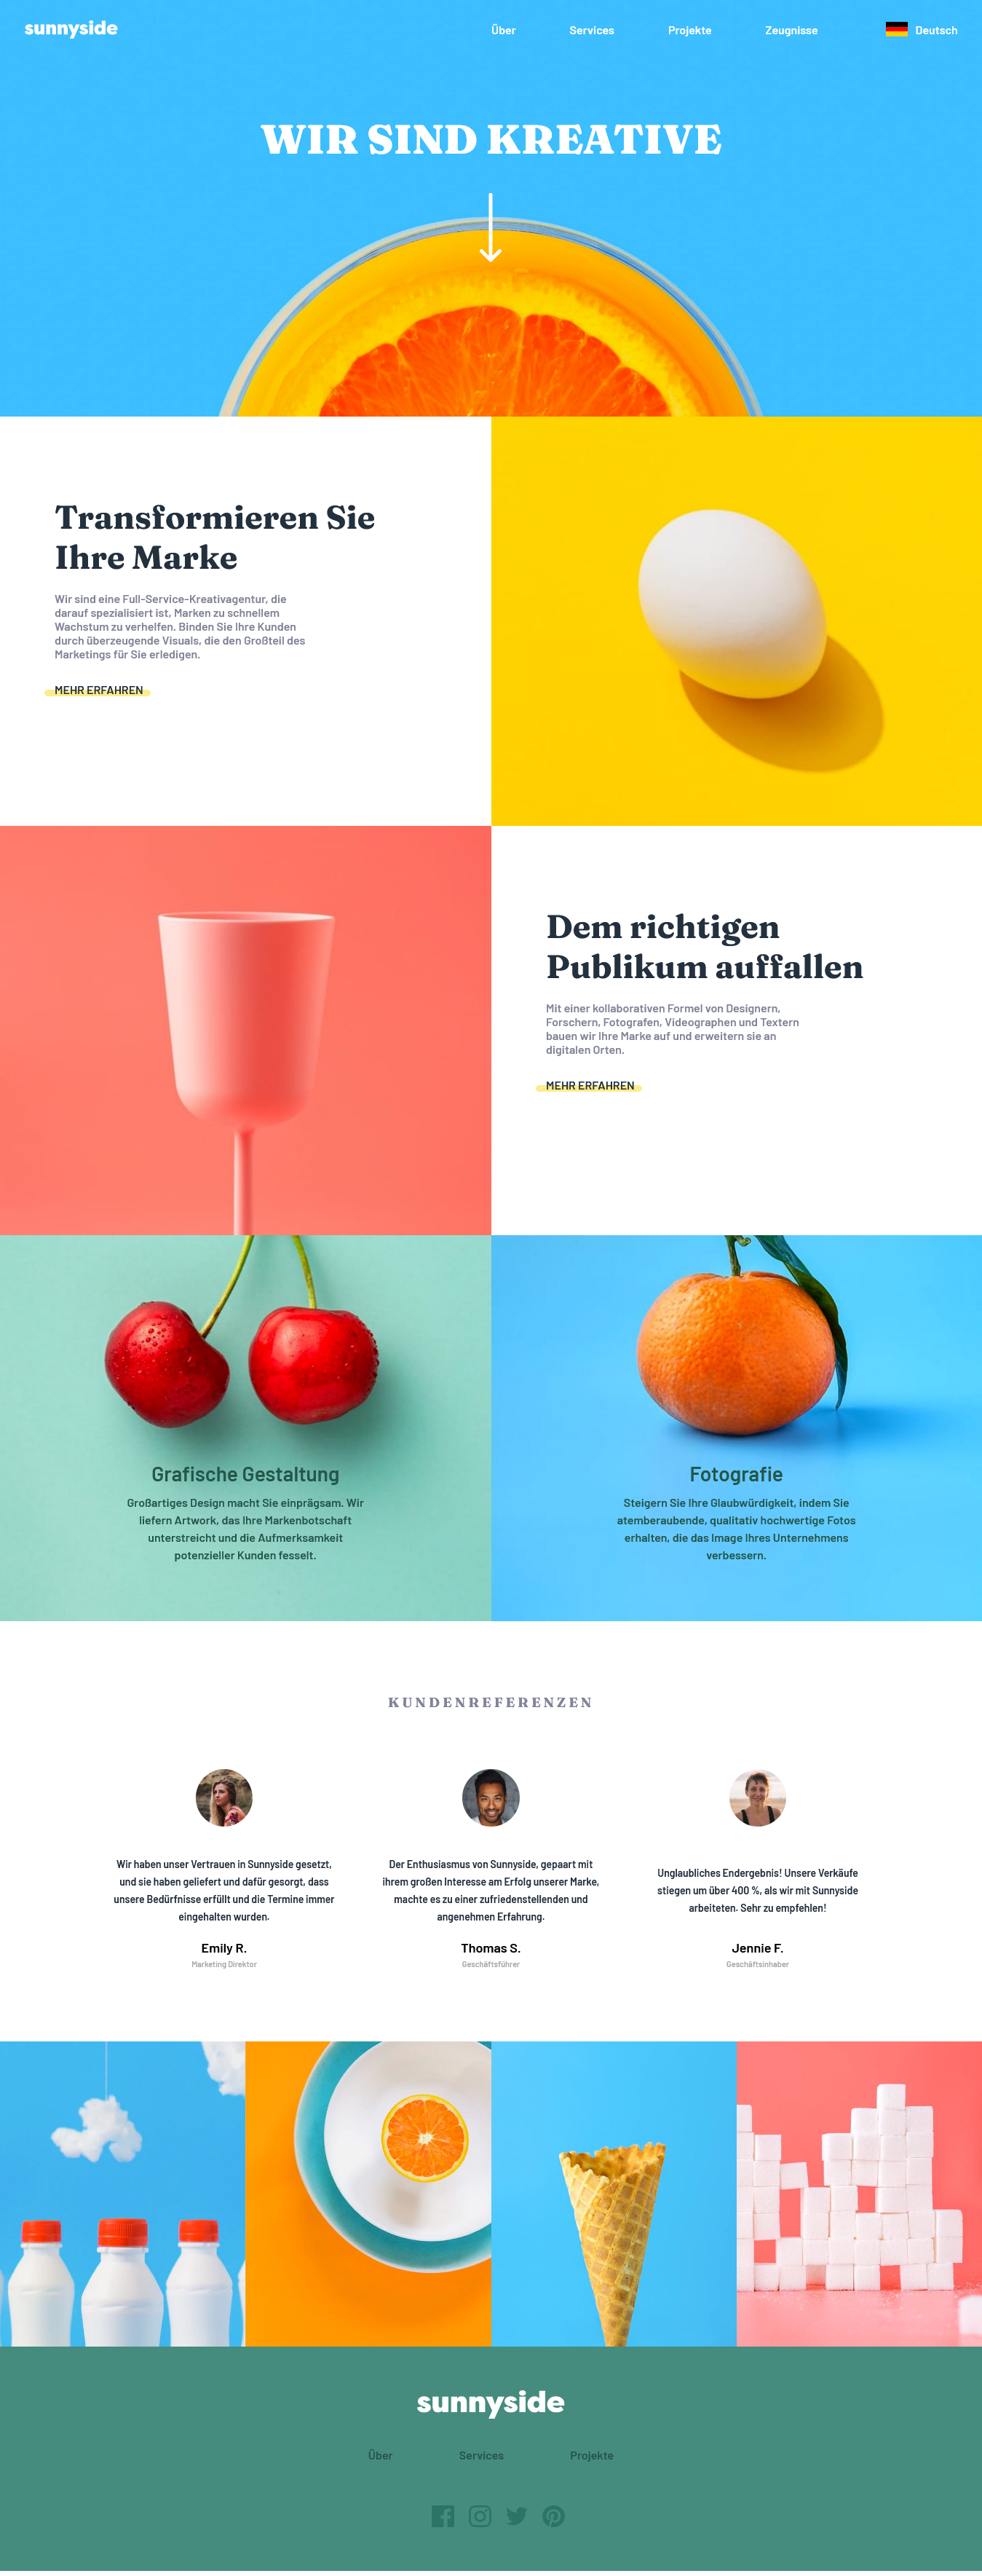 sunnyside
Über
Services
Projekte
Zeugnisse
Deutsch
WIR SIND KREATIVE
Transformieren Sie
Ihre Marke
Wir sind eine Full-Service-Kreativagentur, die
darauf spezialisiert ist, Marken zu schnellem
Wachstum zu verhelfen. Binden Sie Ihre Kunden
durch überzeugende Visuals, die den Großteil des
Marketings für Sie erledigen.
MEHR ERFAHREN
Dem richtigen
Publikum auffallen
Mit einer kollaborativen Formel von Designern,
Forschern, Fotografen, Videographen und Textern
bauen wir Ihre Marke auf und erweitern sie an
digitalen Orten.
MEHR ERFAHREN
Grafische Gestaltung
Großartiges Design macht Sie einprägsam. Wir
liefern Artwork, das Ihre Markenbotschaft
unterstreicht und die Aufmerksamkeit
potenzieller Kunden fesselt.
Fotografie
Steigern Sie Ihre Glaubwürdigkeit, indem Sie
atemberaubende, qualitativ hochwertige Fotos
erhalten, die das Image Ihres Unternehmens
verbessern.
KUNDENREFERENZEN
Wir haben unser Vertrauen in Sunnyside gesetzt,
und sie haben geliefert und dafür gesorgt, dass
unsere Bedürfnisse erfüllt und die Termine immer
eingehalten wurden.
Emily R.
Marketing Direktor
Der Enthusiasmus von Sunnyside, gepaart mit
ihrem großen Interesse am Erfolg unserer Marke,
machte es zu einer zufriedenstellenden und
angenehmen Erfahrung.
Thomas S.
Geschäftsführer
Unglaubliches Endergebnis! Unsere Verkäufe
stiegen um über 400 %, als wir mit Sunnyside
arbeiteten. Sehr zu empfehlen!
Jennie F.
Geschäftsinhaber
sunnyside
Über
Services
Projekte